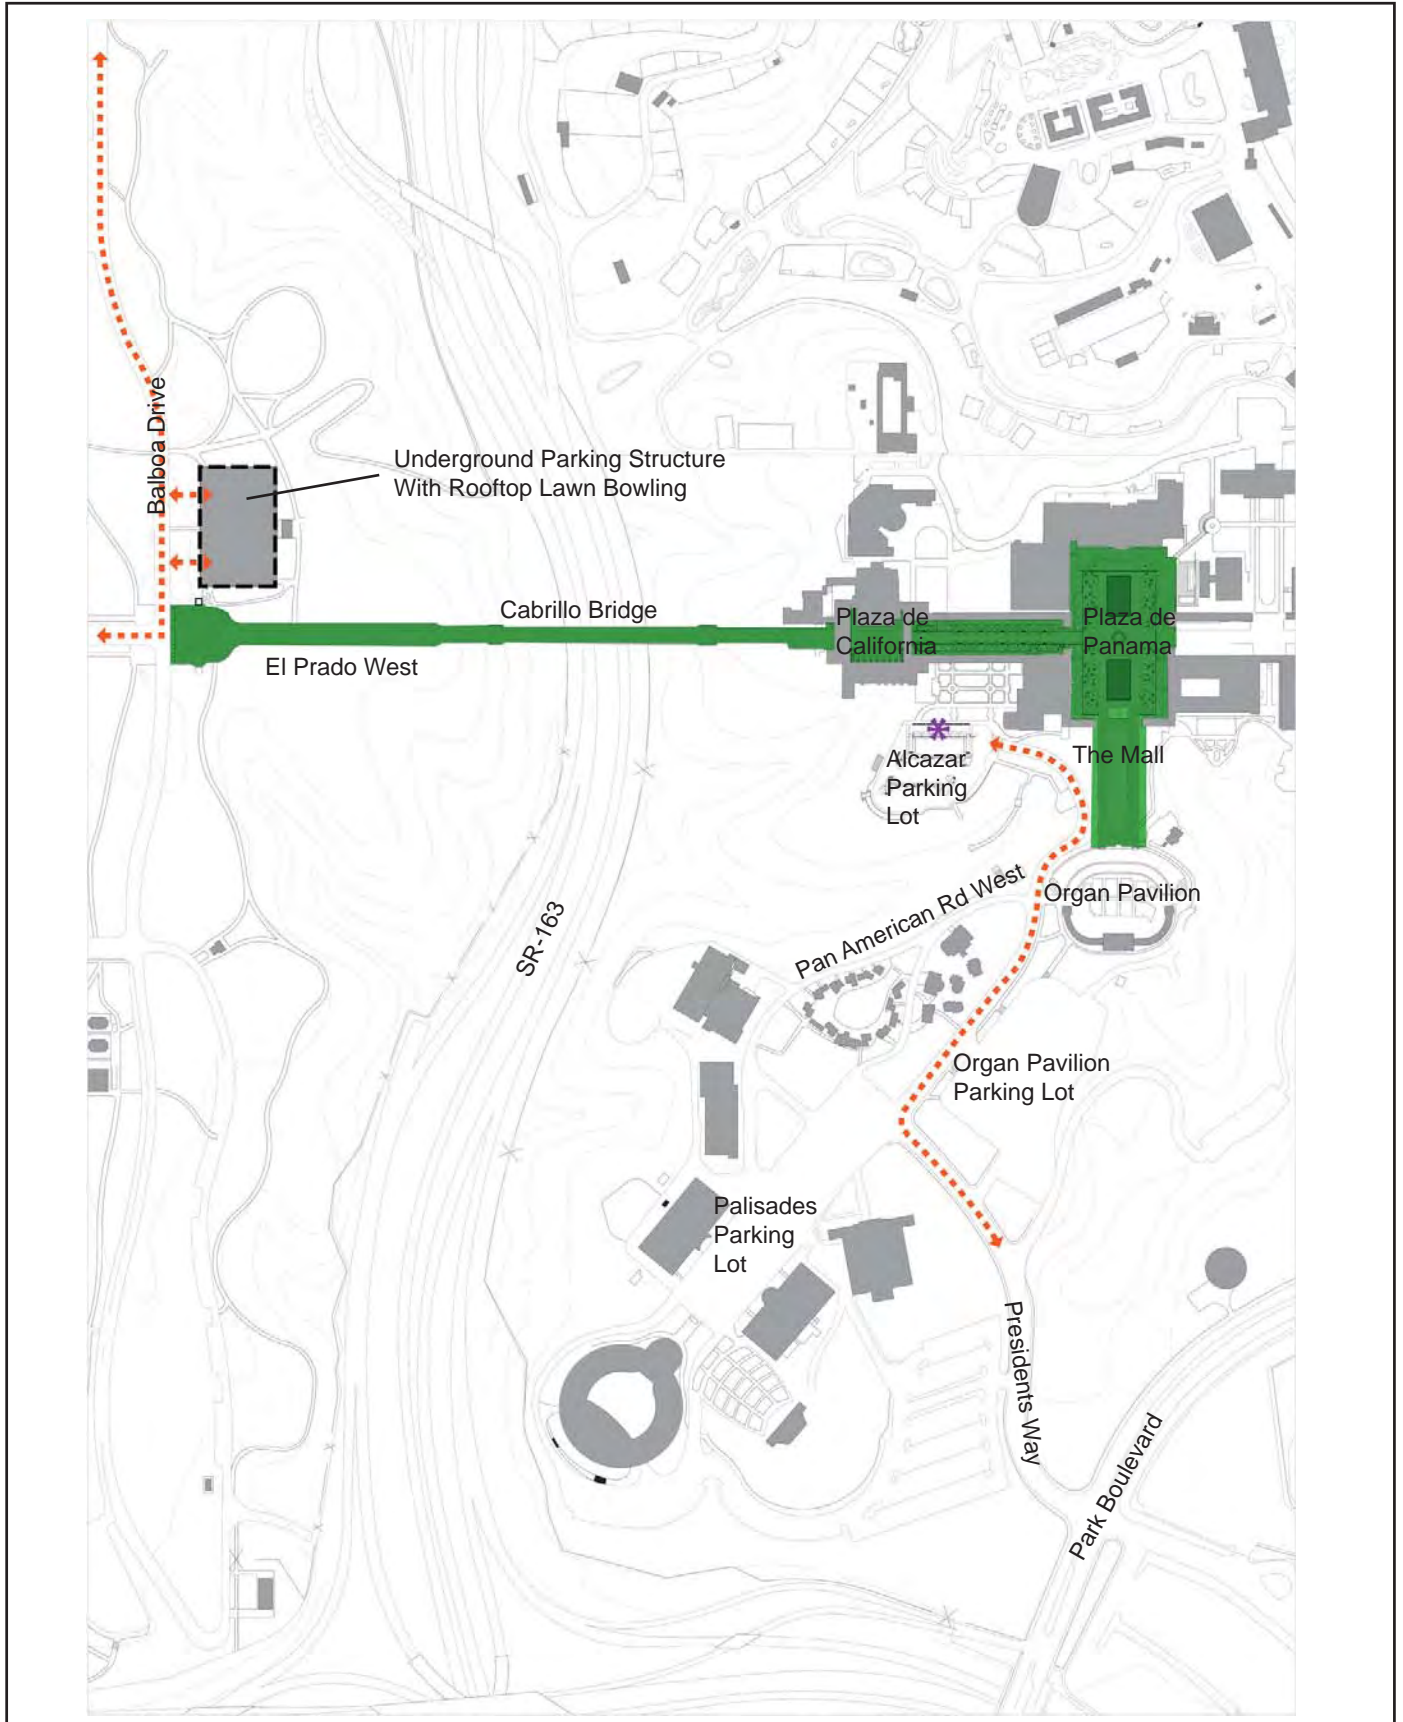 Balboa Drive
Underground Parking Structure
With Rooftop Lawn Bowling
Cabrillo Bridge
El Prado West
Plaza de
California
Plaza de
Panama
The Mall
Alcazar
Parking
Lot
Organ Pavilion
Pan American Rd West
SR-163
Organ Pavilion
Parking Lot
Palisades
Parking
Lot
Presidents Way
Park Boulevard